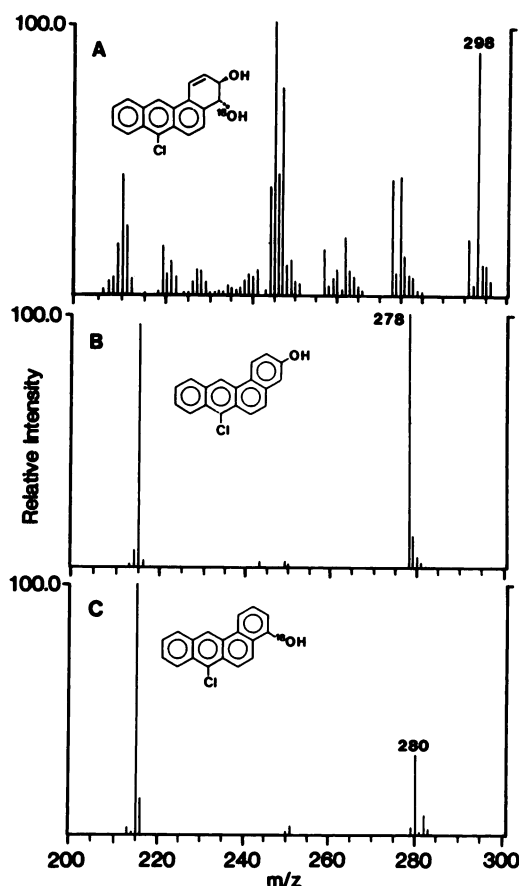 100.0
A
298
OH
18OH
Cl
100.0
B
278
OH
Cl
Relative Intensity
100.0
C
18OH
Cl
280
200 220 240 260 280 300
m/z